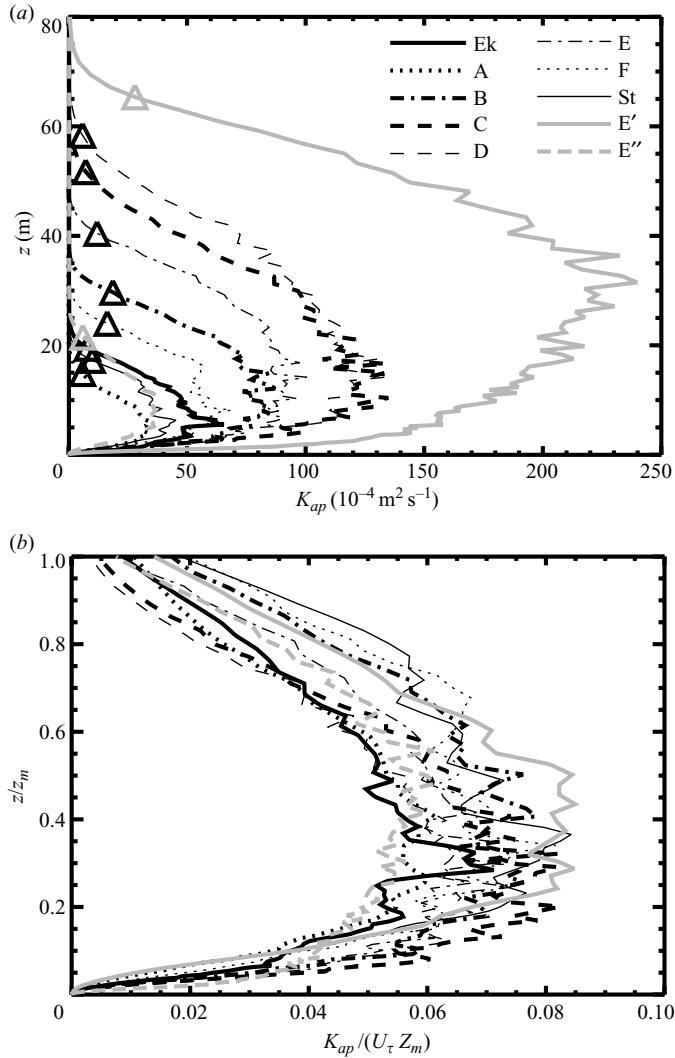 (a)
80
60
40
20
0
z (m)
Ek
A
B
C
D
E
F
St
E′
E″
0 50 100 150 200 250
K_ap (10⁻⁴ m² s⁻¹)
(b)
1.0
0.8
0.6
0.4
0.2
z/z_m
0 0.02 0.04 0.06 0.08 0.10
K_ap/(U_τ Z_m)